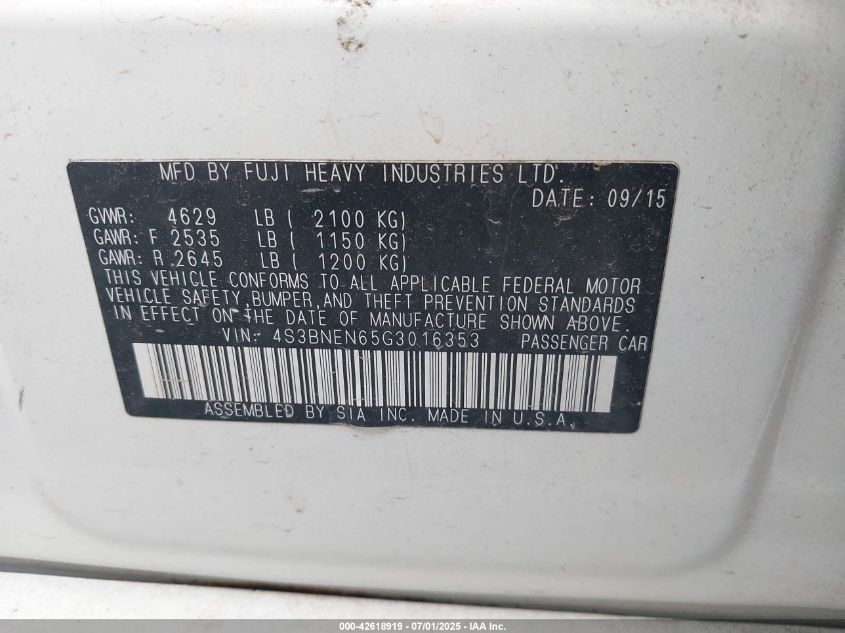 MFD BY FUJI HEAVY INDUSTRIES LTD.
DATE: 09/15
GVWR: 4629 LB ( 2100 KG)
GAWR: F 2535 LB ( 1150 KG)
GAWR: R 2645 LB ( 1200 KG)
THIS VEHICLE CONFORMS TO ALL APPLICABLE FEDERAL MOTOR
VEHICLE SAFETY, BUMPER, AND THEFT PREVENTION STANDARDS
IN EFFECT ON THE DATE OF MANUFACTURE SHOWN ABOVE.
VIN: 4S3BNEN65G3016353 PASSENGER CAR
ASSEMBLED BY SIA INC. MADE IN U.S.A.
000-42618919 - 07/01/2025 - IAA Inc.